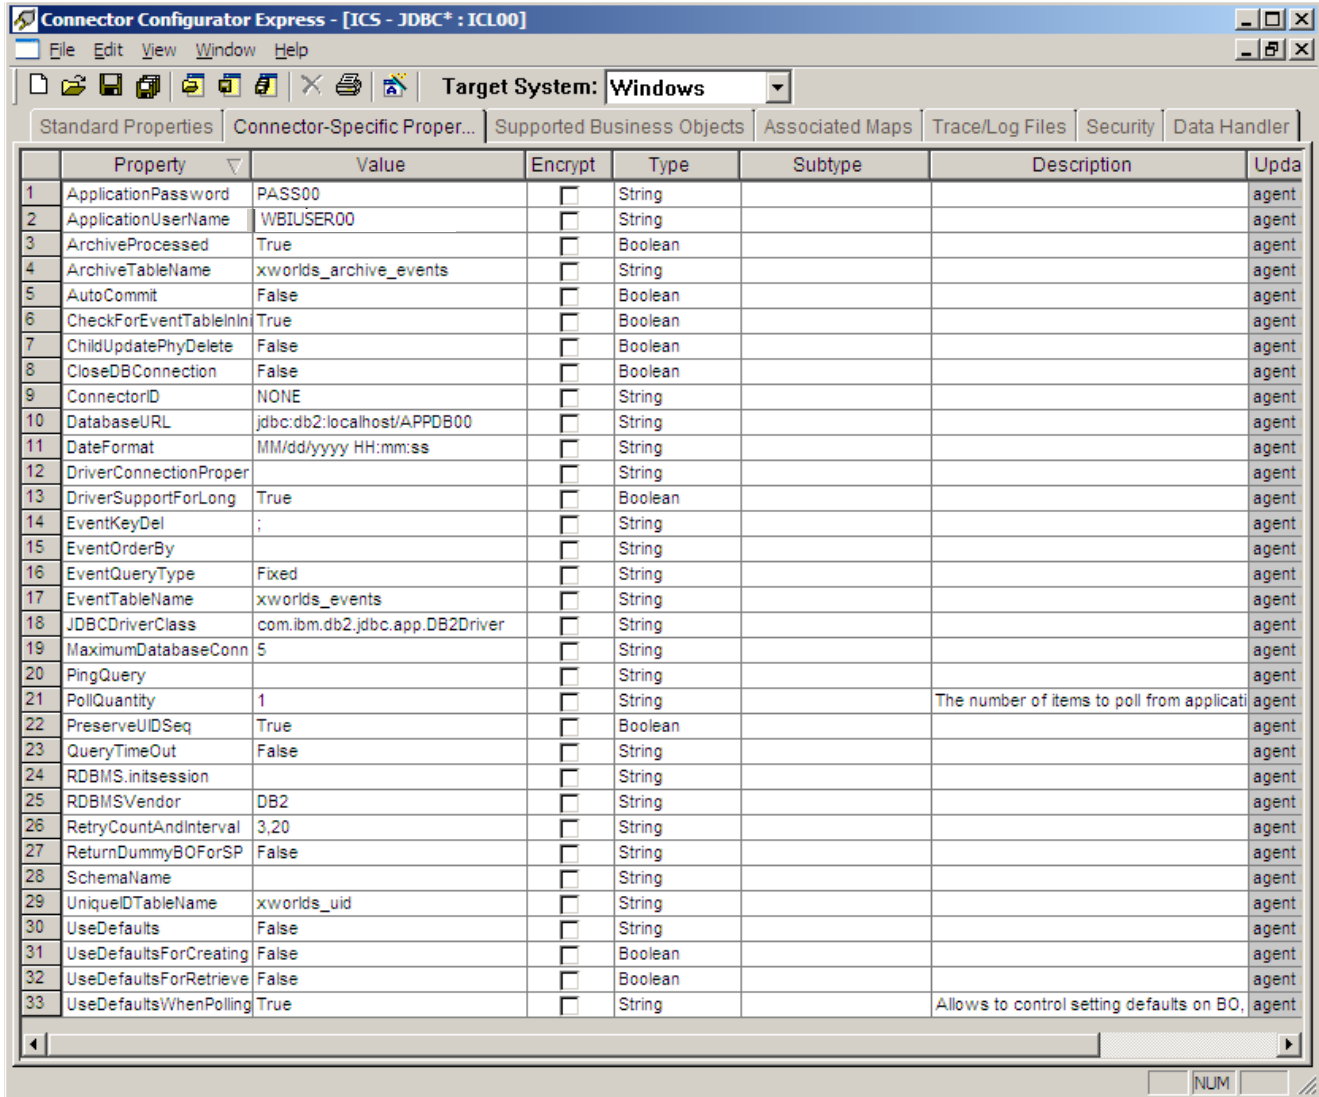 Connector Configurator Express - [ICS - JDBC* : ICL00]
File Edit View Window Help
Target System: Windows
Standard Properties Connector-Specific Proper... Supported Business Objects Associated Maps Trace/Log Files Security Data Handler
Property Value Encrypt Type Subtype Description Upda
1 ApplicationPassword PASS00 String agent
2 ApplicationUserName WBIUSER00 String agent
3 ArchiveProcessed True Boolean agent
4 ArchiveTableName xworlds_archive_events String agent
5 AutoCommit False Boolean agent
6 CheckForEventTableInIni True Boolean agent
7 ChildUpdatePhyDelete False Boolean agent
8 CloseDBConnection False Boolean agent
9 ConnectorID NONE String agent
10 DatabaseURL jdbc:db2:localhost/APPDB00 String agent
11 DateFormat MM/dd/yyyy HH:mm:ss String agent
12 DriverConnectionProper String agent
13 DriverSupportForLong True Boolean agent
14 EventKeyDel ; String agent
15 EventOrderBy String agent
16 EventQueryType Fixed String agent
17 EventTableName xworlds_events String agent
18 JDBCDriverClass com.ibm.db2.jdbc.app.DB2Driver String agent
19 MaximumDatabaseConn 5 String agent
20 PingQuery String agent
21 PollQuantity 1 String The number of items to poll from applicati agent
22 PreserveUIDSeq True Boolean agent
23 QueryTimeOut False String agent
24 RDBMS.initsession String agent
25 RDBMSVendor DB2 String agent
26 RetryCountAndInterval 3,20 String agent
27 ReturnDummyBOForSP False String agent
28 SchemaName String agent
29 UniqueIDTableName xworlds_uid String agent
30 UseDefaults False String agent
31 UseDefaultsForCreating False Boolean agent
32 UseDefaultsForRetrieve False Boolean agent
33 UseDefaultsWhenPolling True String Allows to control setting defaults on BO, agent
NUM